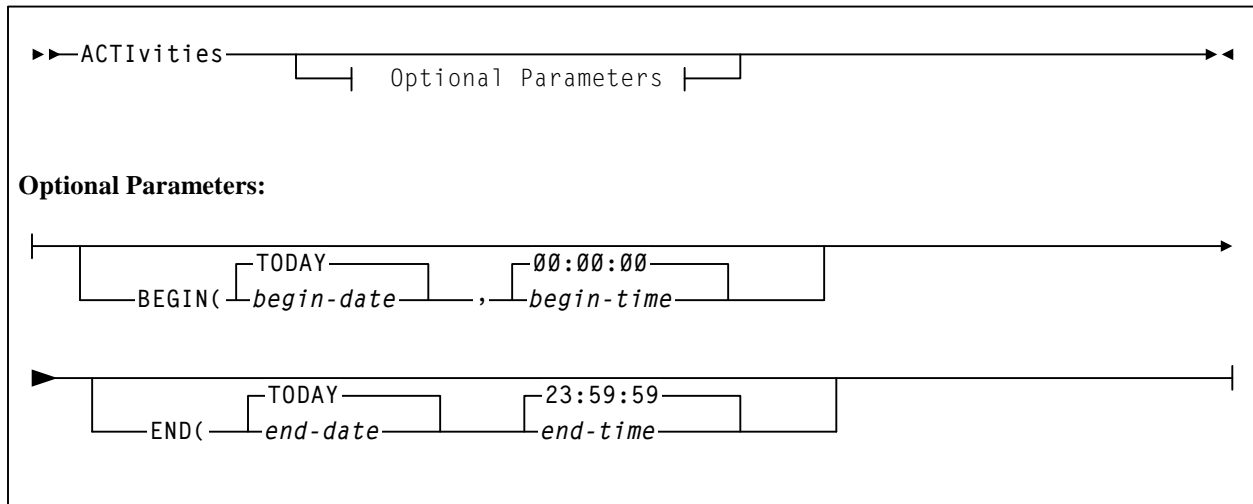 ACTIvities
Optional Parameters
Optional Parameters:
TODAY 00:00:00
BEGIN( begin-date , begin-time
TODAY 23:59:59
END( end-date end-time